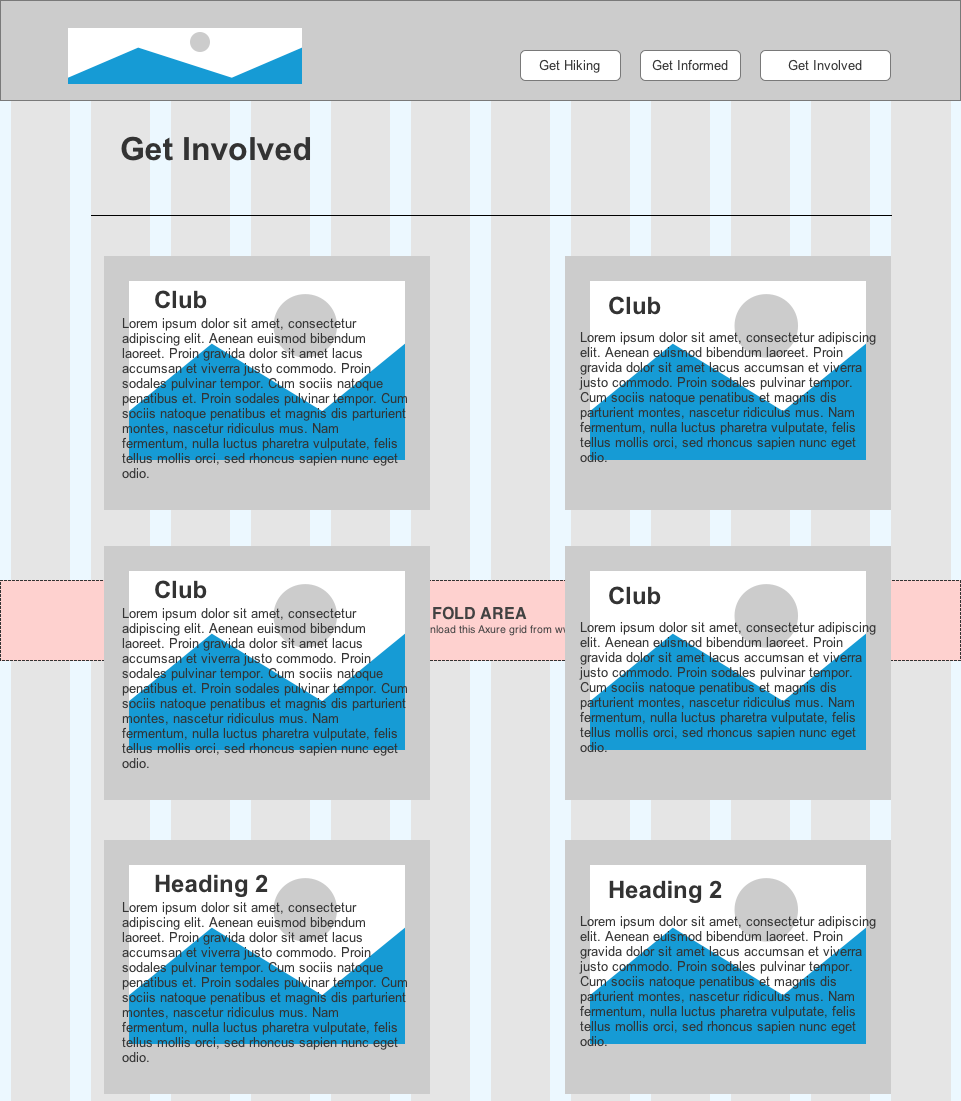 Get Hiking
Get Informed
Get Involved
Get Involved
Club
Lorem ipsum dolor sit amet, consectetur
adipiscing elit. Aenean euismod bibendum
laoreet. Proin gravida dolor sit amet lacus
accumsan et viverra justo commodo. Proin
sodales pulvinar tempor. Cum sociis natoque
penatibus et. Proin sodales pulvinar tempor. Cum
sociis natoque penatibus et magnis dis parturient
montes, nascetur ridiculus mus. Nam
fermentum, nulla luctus pharetra vulputate, felis
tellus mollis orci, sed rhoncus sapien nunc eget
odio.
Club
Lorem ipsum dolor sit amet, consectetur adipiscing
elit. Aenean euismod bibendum laoreet. Proin
gravida dolor sit amet lacus accumsan et viverra
justo commodo. Proin sodales pulvinar tempor.
Cum sociis natoque penatibus et magnis dis
parturient montes, nascetur ridiculus mus. Nam
fermentum, nulla luctus pharetra vulputate, felis
tellus mollis orci, sed rhoncus sapien nunc eget
odio.
Club
Lorem ipsum dolor sit amet, consectetur
adipiscing elit. Aenean euismod bibendum
laoreet. Proin gravida dolor sit amet lacus
accumsan et viverra justo commodo. Proin
sodales pulvinar tempor. Cum sociis natoque
penatibus et. Proin sodales pulvinar tempor. Cum
sociis natoque penatibus et magnis dis parturient
montes, nascetur ridiculus mus. Nam
fermentum, nulla luctus pharetra vulputate, felis
tellus mollis orci, sed rhoncus sapien nunc eget
odio.
FOLD AREA
nload this Axure grid from w
Club
Lorem ipsum dolor sit amet, consectetur adipiscing
elit. Aenean euismod bibendum laoreet. Proin
gravida dolor sit amet lacus accumsan et viverra
justo commodo. Proin sodales pulvinar tempor.
Cum sociis natoque penatibus et magnis dis
parturient montes, nascetur ridiculus mus. Nam
fermentum, nulla luctus pharetra vulputate, felis
tellus mollis orci, sed rhoncus sapien nunc eget
odio.
Heading 2
Lorem ipsum dolor sit amet, consectetur
adipiscing elit. Aenean euismod bibendum
laoreet. Proin gravida dolor sit amet lacus
accumsan et viverra justo commodo. Proin
sodales pulvinar tempor. Cum sociis natoque
penatibus et. Proin sodales pulvinar tempor. Cum
sociis natoque penatibus et magnis dis parturient
montes, nascetur ridiculus mus. Nam
fermentum, nulla luctus pharetra vulputate, felis
tellus mollis orci, sed rhoncus sapien nunc eget
odio.
Heading 2
Lorem ipsum dolor sit amet, consectetur adipiscing
elit. Aenean euismod bibendum laoreet. Proin
gravida dolor sit amet lacus accumsan et viverra
justo commodo. Proin sodales pulvinar tempor.
Cum sociis natoque penatibus et magnis dis
parturient montes, nascetur ridiculus mus. Nam
fermentum, nulla luctus pharetra vulputate, felis
tellus mollis orci, sed rhoncus sapien nunc eget
odio.